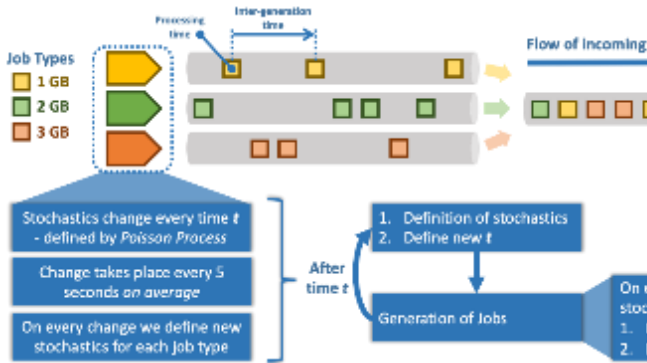 Processing
time
Inter-generation
time
Job Types
1 GB
2 GB
3 GB
Flow of Incoming
Stochastics change every time t
- defined by Poisson Process
Change takes place every 5
seconds on average
On every change we define new
stochastics for each job type
After
time t
1. Definition of stochastics
2. Define new t
Generation of Jobs
On
stoc
1.
2.